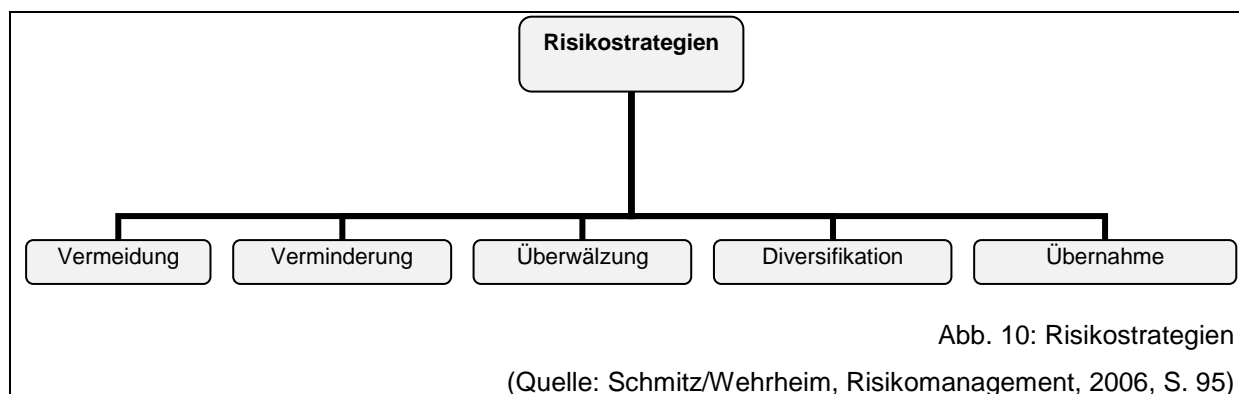 Risikostrategien
Vermeidung Verminderung Überwälzung Diversifikation Übernahme
Abb. 10: Risikostrategien
(Quelle: Schmitz/Wehrheim, Risikomanagement, 2006, S. 95)